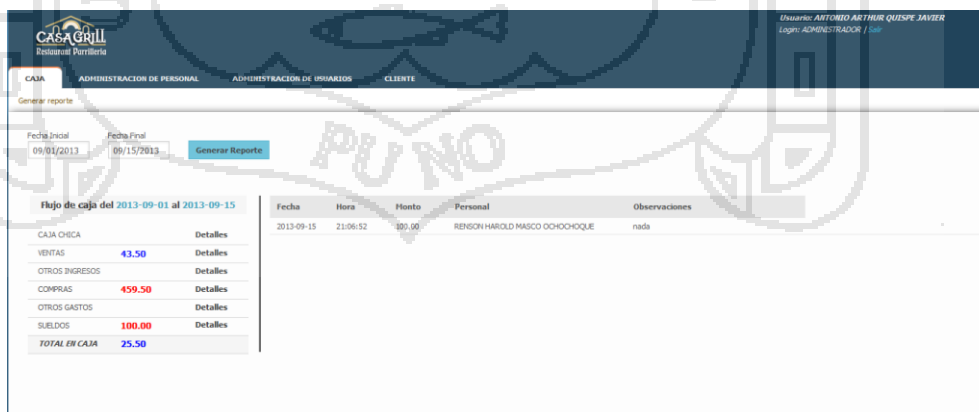 Usuario: ANTONIO ARTHUR QUISPE JAVIER
Login: ADMINISTRADOR / Salir
CASAGRILL
Restaurant Parrilleria
CAJA ADMINISTRACION DE PERSONAL ADMINISTRACION DE USUARIOS CLIENTE
Generar reporte
Fecha Inicial Fecha Final
09/01/2013 09/15/2013 Generar Reporte
PUNO
Flujo de caja del 2013-09-01 al 2013-09-15
CAJA CHICA Detalles
VENTAS 43.50 Detalles
OTROS INGRESOS Detalles
COMPRAS 459.50 Detalles
OTROS GASTOS Detalles
SUELDOS 100.00 Detalles
TOTAL EN CAJA 25.50
Fecha Hora Monto Personal Observaciones
2013-09-15 21:06:52 100.00 RENSON HAROLD MASCO OCHOCHOQUE nada